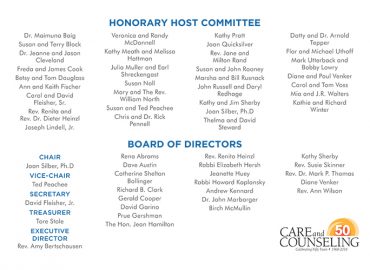 HONORARY HOST COMMITTEE
Dr. Maimuna Baig
Susan and Terry Block
Dr. Jeanne and Jason
Cleveland
Freda and James Cook
Betsy and Tom Douglass
Ann and Keith Fischer
Carol and David
Fleisher, Sr.
Rev. Renita and
Rev. Dr. Dieter Heinzl
Joseph Lindell, Jr.
Veronica and Randy
McDonnell
Kathy Meath and Melissa
Hattman
Julia Muller and Earl
Shreckengast
Susan Noll
Mary and The Rev.
William North
Susan and Ted Peachee
Chris and Dr. Rick
Pennell
Kathy Pratt
Joan Quicksilver
Rev. Jane and
Milton Rand
Susan and John Rooney
Marsha and Bill Rusnack
John Russell and Daryl
Redhage
Kathy and Jim Sherby
Joan Silber, Ph.D
Thelma and David
Steward
Dotty and Dr. Arnold
Tepper
Flor and Michael Uthoff
Mark Utterback and
Bobby Lowry
Diane and Paul Venker
Carol and Tom Voss
Mia and J.R. Walters
Kathie and Richard
Winter
BOARD OF DIRECTORS
CHAIR
Joan Silber, Ph.D
VICE-CHAIR
Ted Peachee
SECRETARY
David Fleisher, Jr.
TREASURER
Tore Stole
EXECUTIVE
DIRECTOR
Rev. Amy Bertschausen
Rena Abrams
Dave Austin
Catherine Shelton
Bollinger
Richard B. Clark
Gerald Cooper
David Garino
Prue Gershman
The Hon. Jean Hamilton
Rev. Renita Heinzl
Rabbi Elizabeth Hersh
Jeanette Huey
Rabbi Howard Kaplansky
Andrew Kennard
Dr. John Marbarger
Birch McMullin
Kathy Sherby
Rev. Susie Skinner
Rev. Dr. Mark P. Thomas
Diane Venker
Rev. Ann Wilson
CARE and
COUNSELING
50
Celebrating Fifty Years
1968-2018